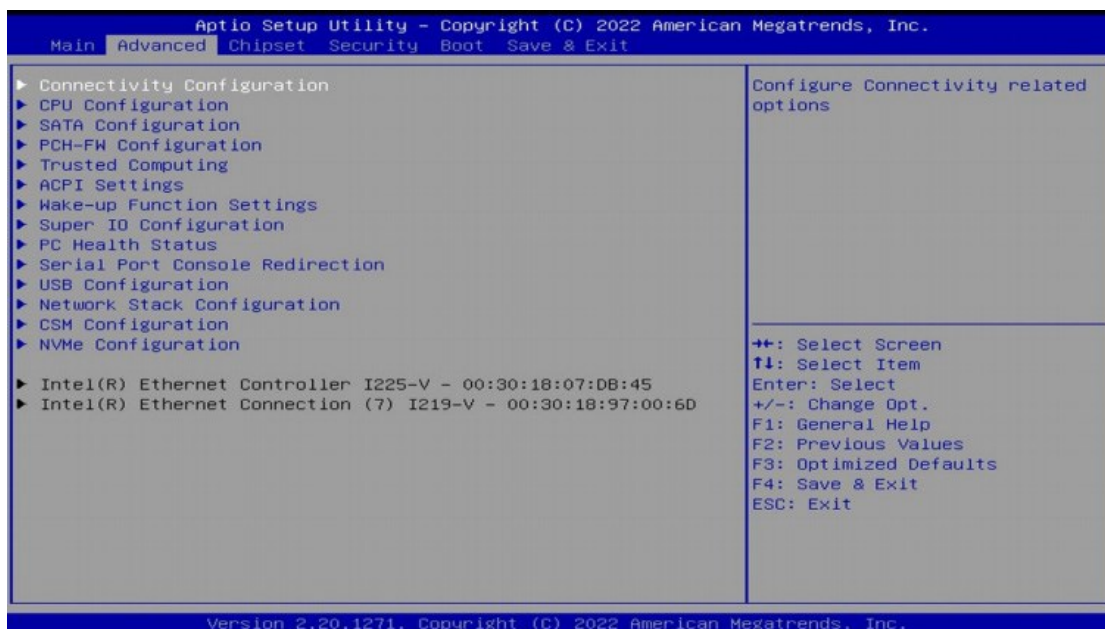 Aptio Setup Utility – Copyright (C) 2022 American Megatrends, Inc.
Main Advanced Chipset Security Boot Save & Exit
▶ Connectivity Configuration
▶ CPU Configuration
▶ SATA Configuration
▶ PCH-FW Configuration
▶ Trusted Computing
▶ ACPI Settings
▶ Wake-up Function Settings
▶ Super IO Configuration
▶ PC Health Status
▶ Serial Port Console Redirection
▶ USB Configuration
▶ Network Stack Configuration
▶ CSM Configuration
▶ NVMe Configuration
▶ Intel(R) Ethernet Controller I225-V – 00:30:18:07:DB:45
▶ Intel(R) Ethernet Connection (7) I219-V – 00:30:18:97:00:6D
Configure Connectivity related
options
→←: Select Screen
↑↓: Select Item
Enter: Select
+/-: Change Opt.
F1: General Help
F2: Previous Values
F3: Optimized Defaults
F4: Save & Exit
ESC: Exit
Version 2.20.1271. Copyright (C) 2022 American Megatrends, Inc.